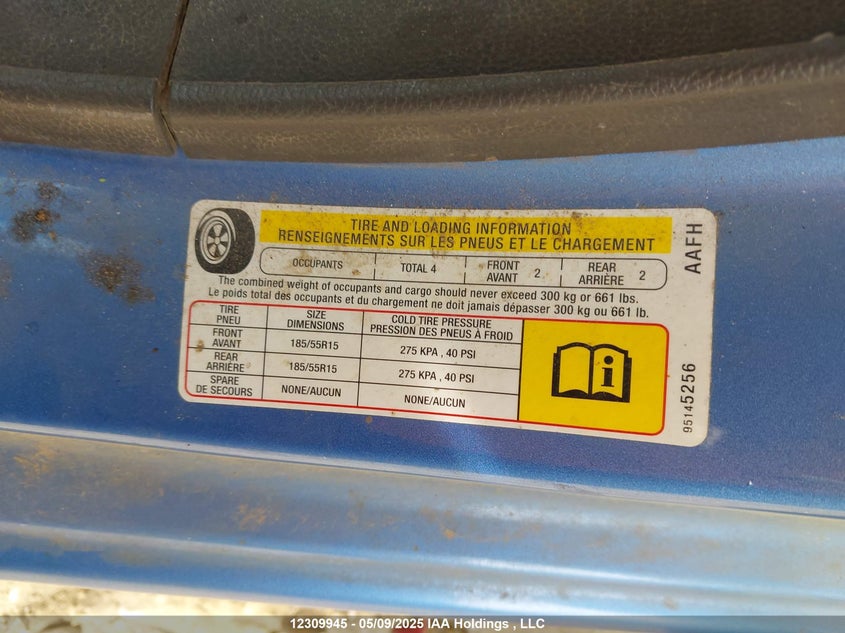 TIRE AND LOADING INFORMATION
RENSEIGNEMENTS SUR LES PNEUS ET LE CHARGEMENT
OCCUPANTS TOTAL 4 FRONT AVANT 2 REAR ARRIÈRE 2
The combined weight of occupants and cargo should never exceed 300 kg or 661 lbs.
Le poids total des occupants et du chargement ne doit jamais dépasser 300 kg ou 661 lb.
TIRE PNEU SIZE DIMENSIONS COLD TIRE PRESSURE PRESSION DES PNEUS À FROID
FRONT AVANT 185/55R15 275 KPA , 40 PSI
REAR ARRIÈRE 185/55R15 275 KPA , 40 PSI
SPARE DE SECOURS NONE/AUCUN NONE/AUCUN
AAFH
95145256
12309945 - 05/09/2025 IAA Holdings , LLC